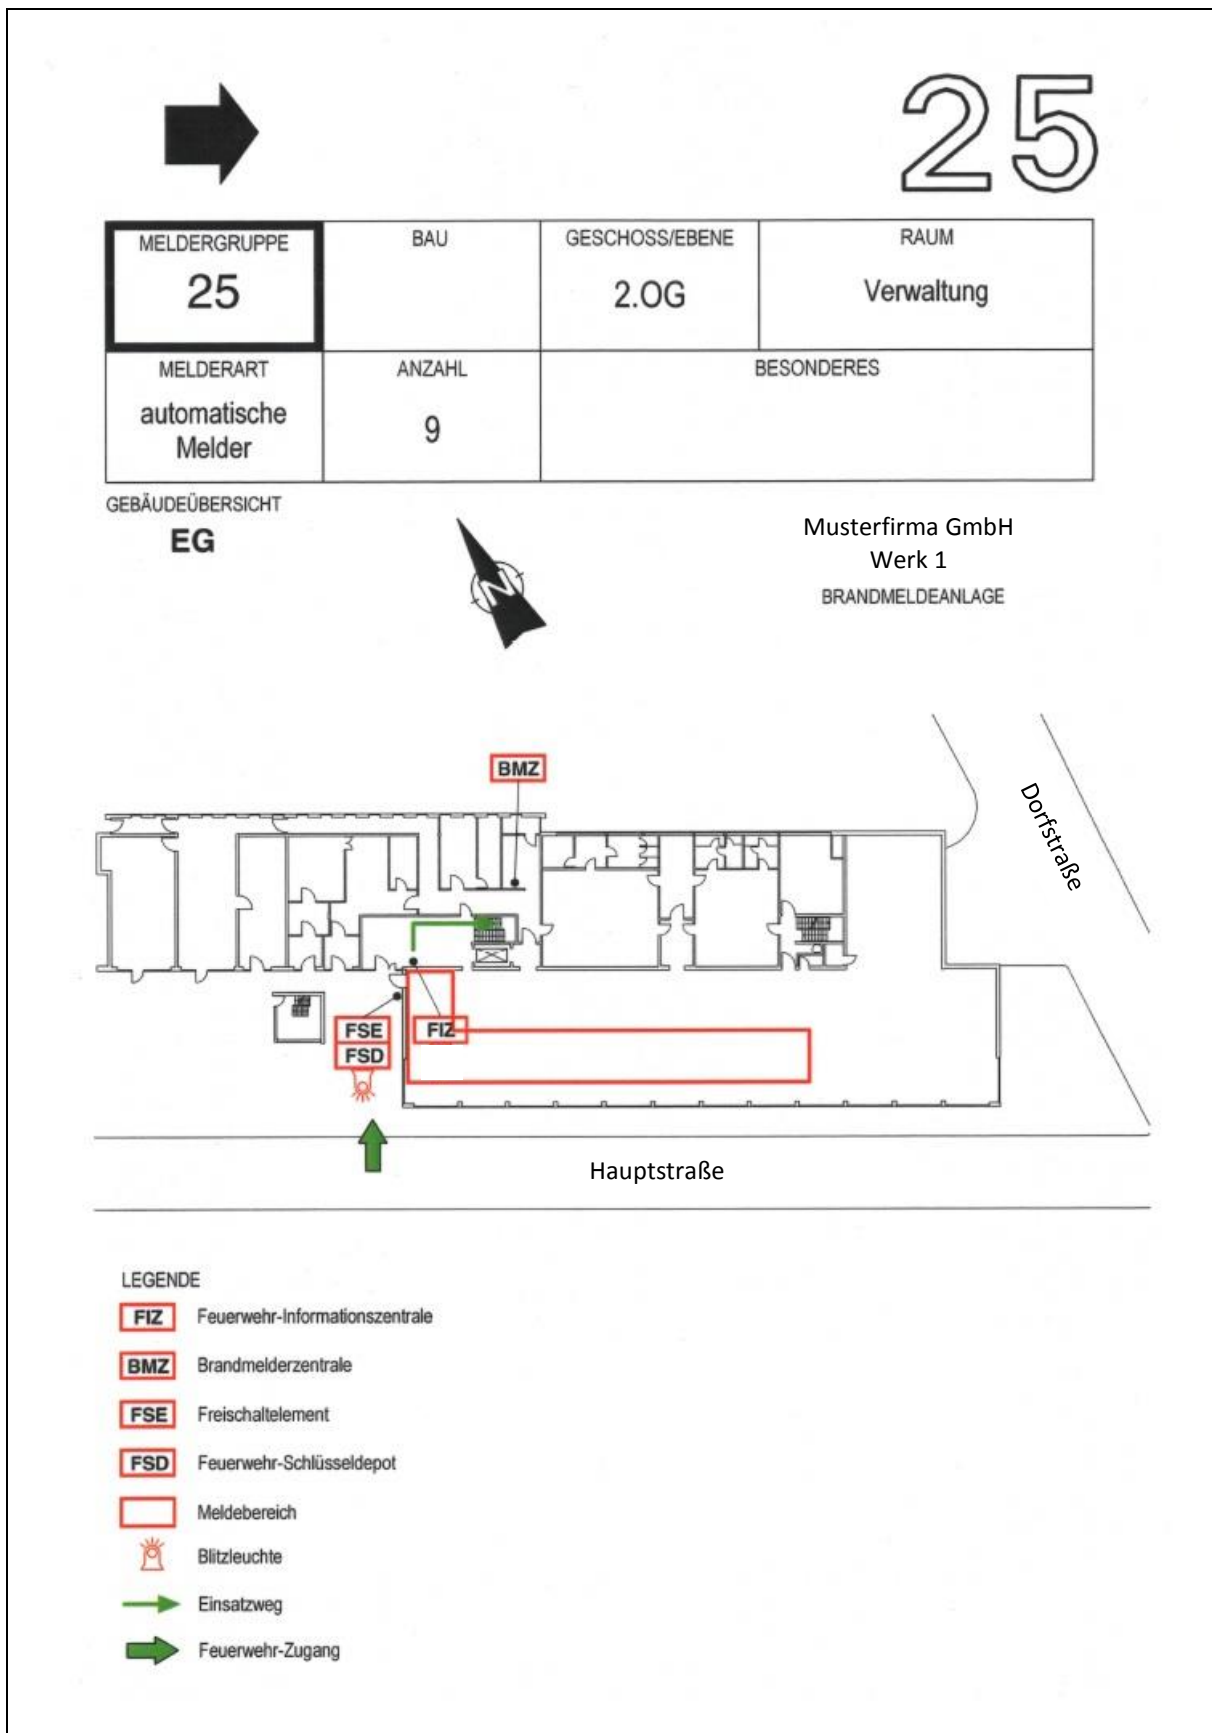 25
MELDERGRUPPE
25
BAU
GESCHOSS/EBENE
2.OG
RAUM
Verwaltung
MELDERART
automatische
Melder
ANZAHL
9
BESONDERES
GEBÄUDEÜBERSICHT
EG
N
Musterfirma GmbH
Werk 1
BRANDMELDEANLAGE
BMZ
Dorfstraße
FSE
FSD
FIZ
Hauptstraße
LEGENDE
FIZ Feuerwehr-Informationszentrale
BMZ Brandmelderzentrale
FSE Freischaltelement
FSD Feuerwehr-Schlüsseldepot
Meldebereich
Blitzleuchte
Einsatzweg
Feuerwehr-Zugang